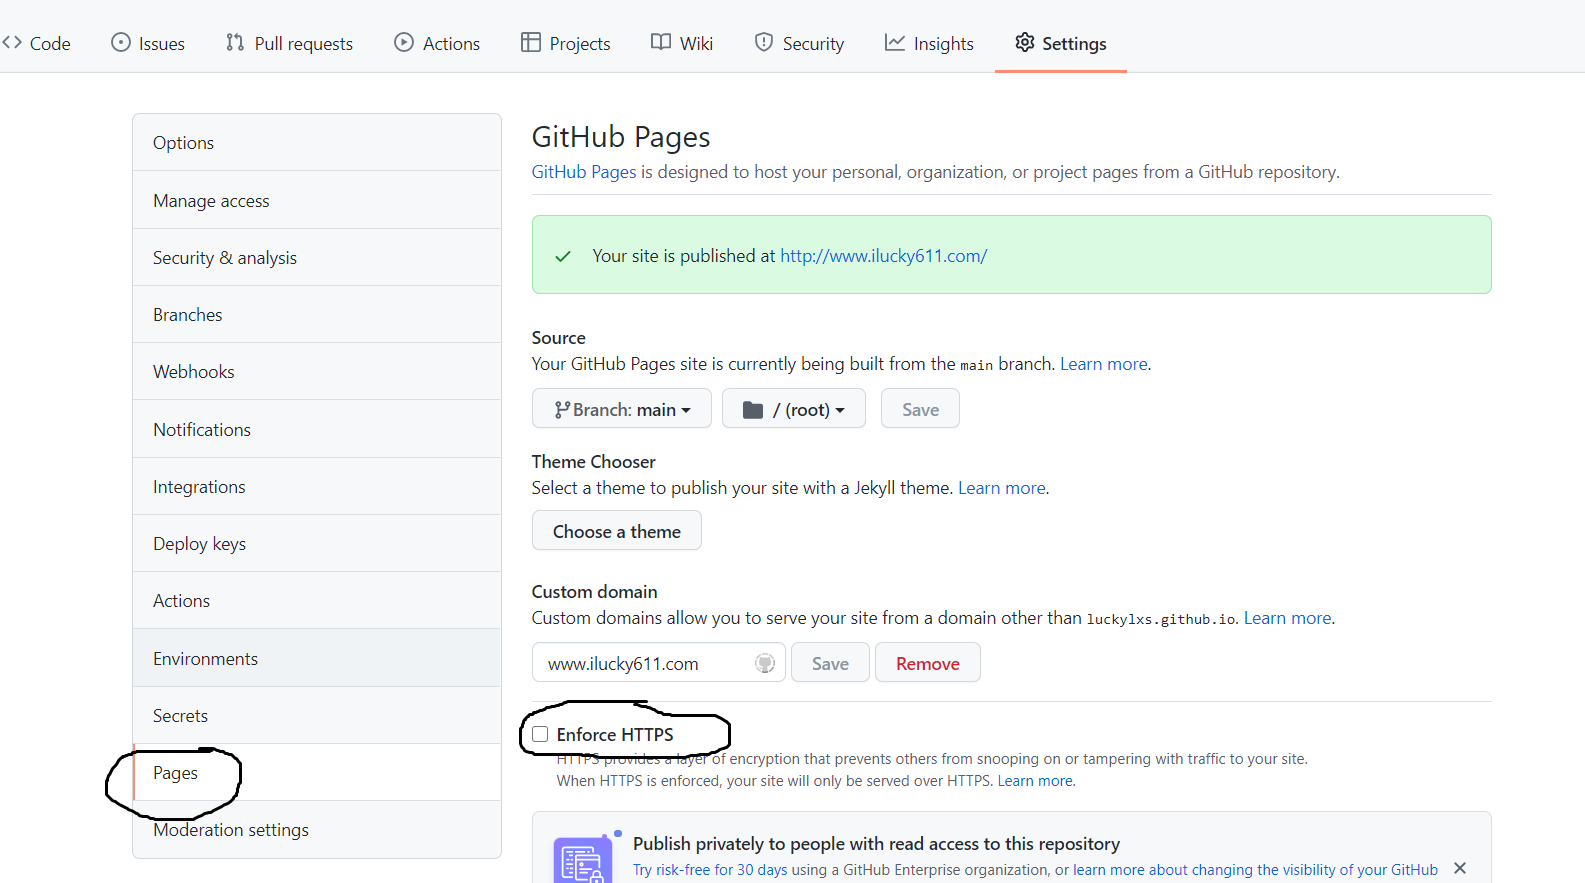 Code Issues Pull requests Actions Projects Wiki Security Insights Settings
Options
Manage access
Security & analysis
Branches
Webhooks
Notifications
Integrations
Deploy keys
Actions
Environments
Secrets
Pages
Moderation settings
GitHub Pages
GitHub Pages is designed to host your personal, organization, or project pages from a GitHub repository.
Your site is published at http://www.ilucky611.com/
Source
Your GitHub Pages site is currently being built from the main branch. Learn more.
Branch: main / (root) Save
Theme Chooser
Select a theme to publish your site with a Jekyll theme. Learn more.
Choose a theme
Custom domain
Custom domains allow you to serve your site from a domain other than luckylxs.github.io. Learn more.
www.ilucky611.com Save Remove
Enforce HTTPS
HTTPS provides a layer of encryption that prevents others from snooping on or tampering with traffic to your site.
When HTTPS is enforced, your site will only be served over HTTPS. Learn more.
Publish privately to people with read access to this repository
Try risk-free for 30 days using a GitHub Enterprise organization, or learn more about changing the visibility of your GitHub